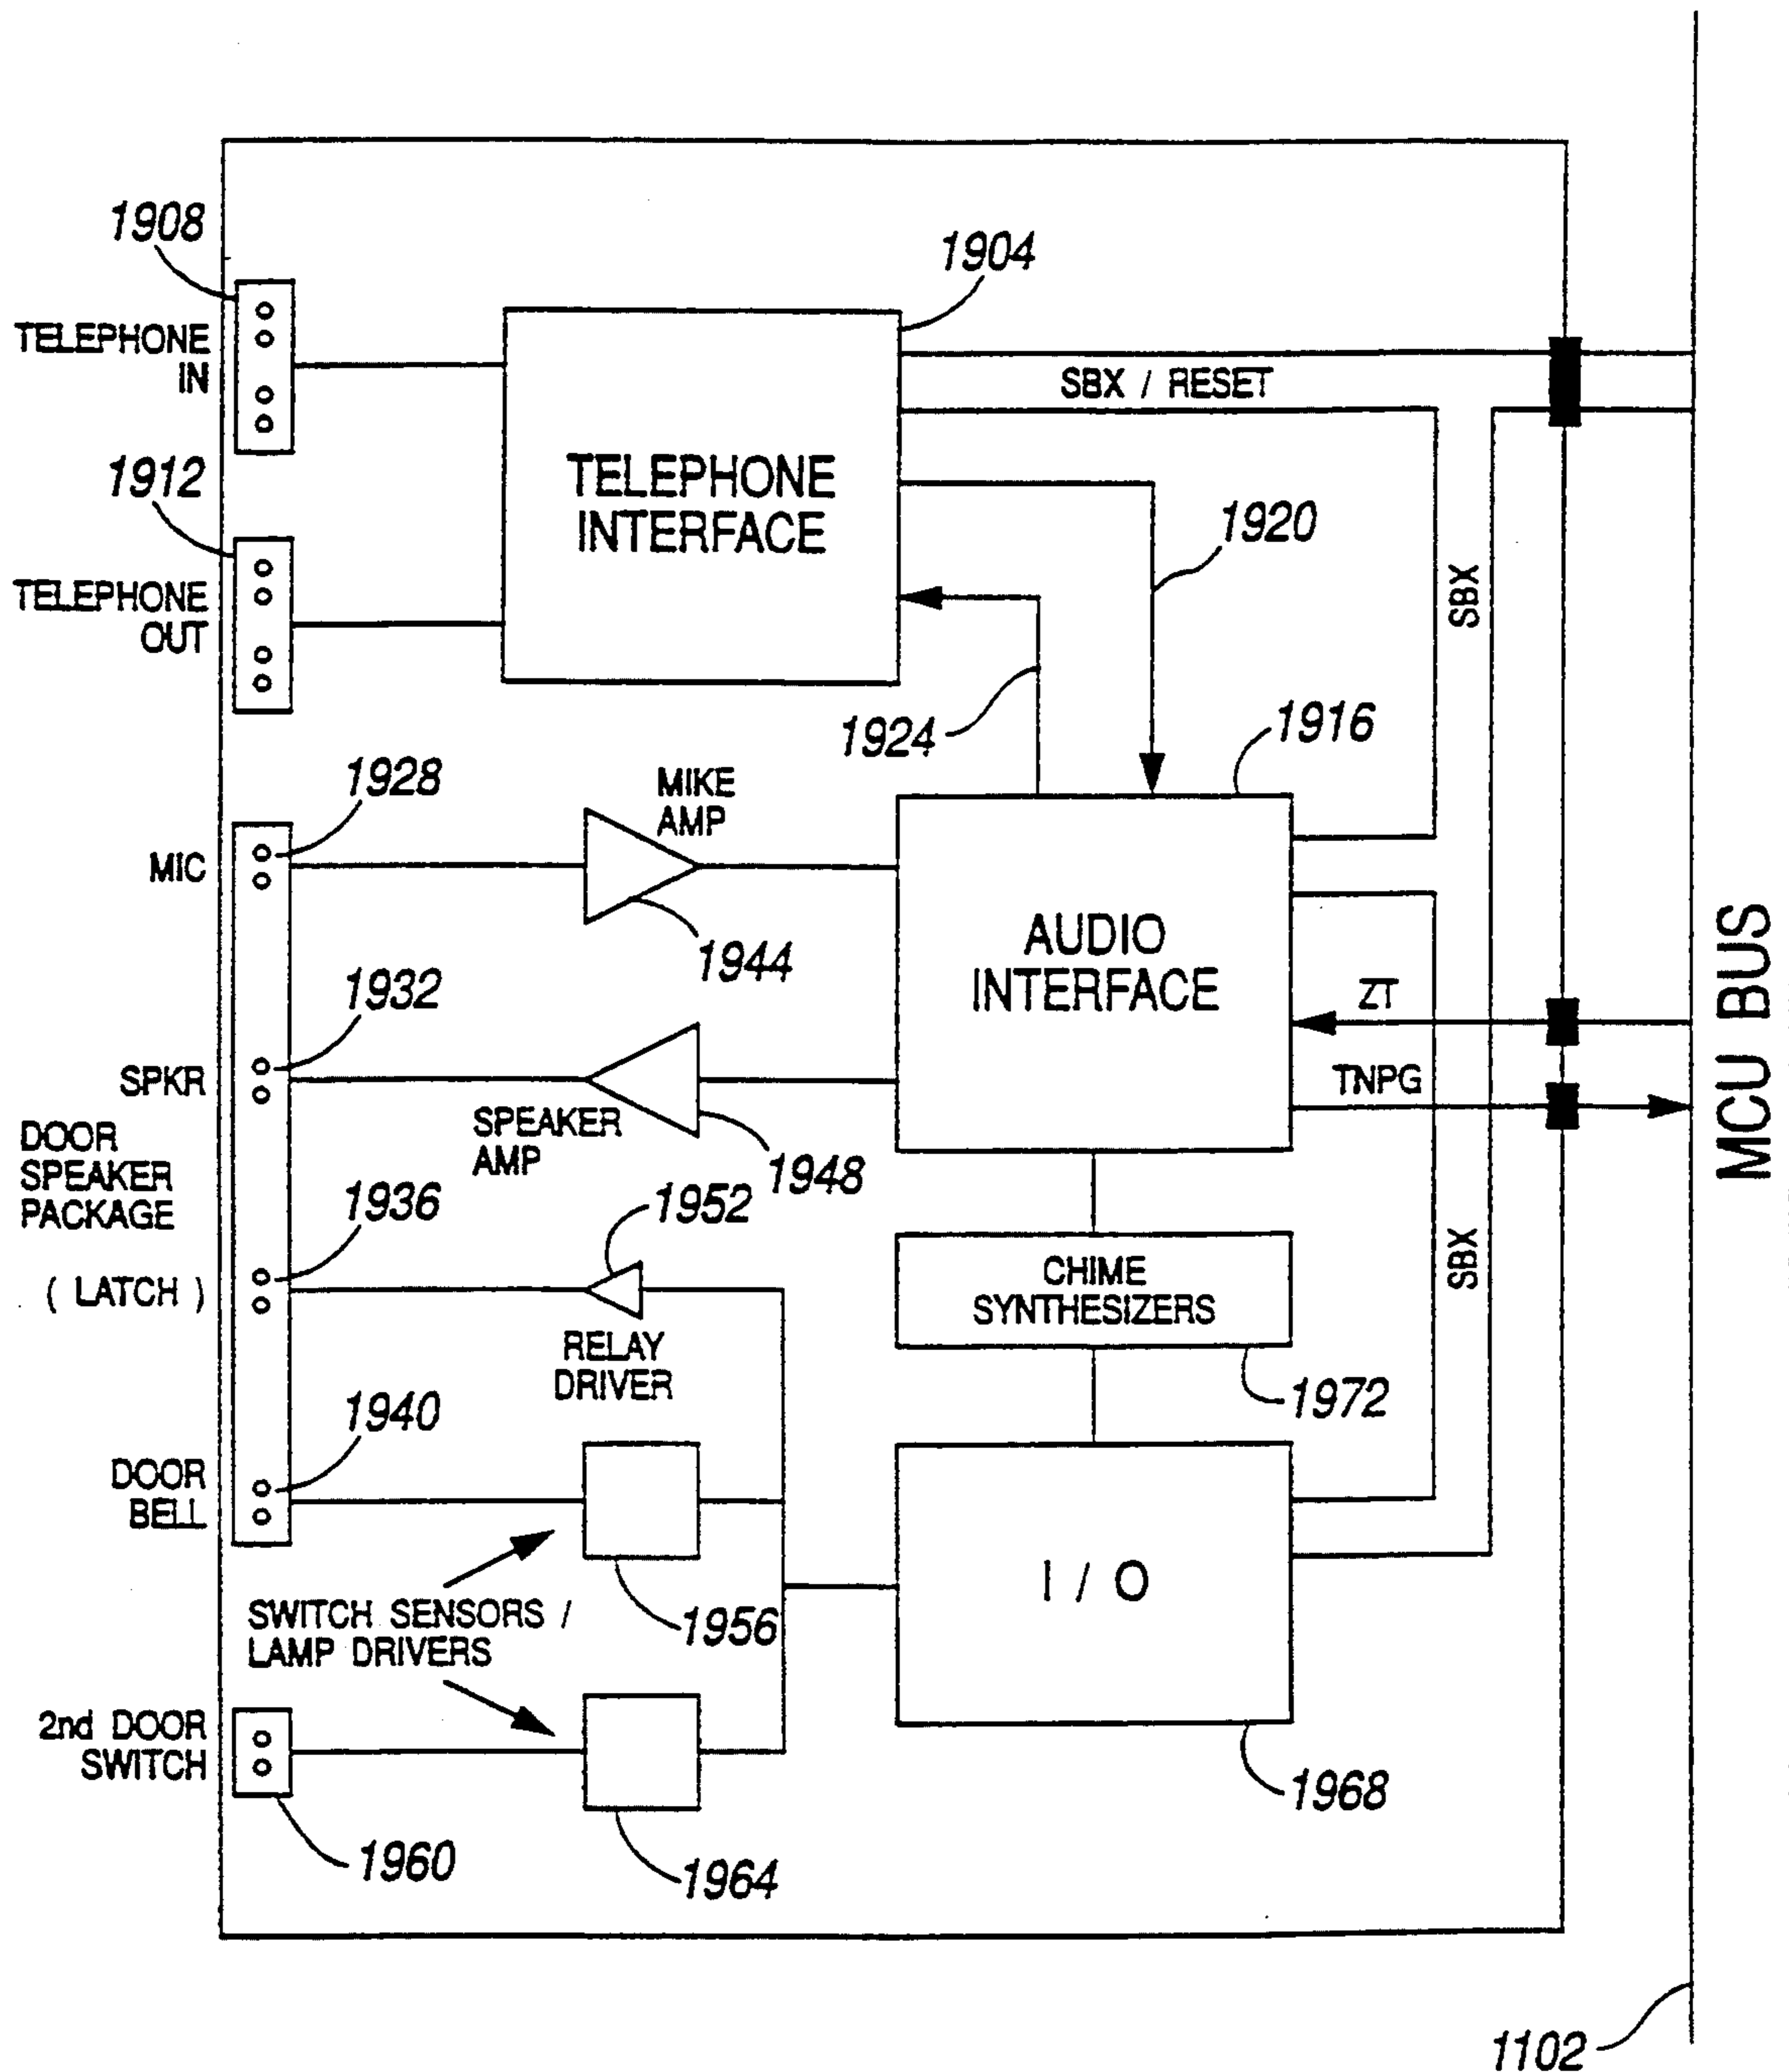 1908
1904
TELEPHONE
IN
SBX / RESET
1912
TELEPHONE
INTERFACE
1920
SBX
TELEPHONE
OUT
1924
1916
1928
MIKE
AMP
MIC
1944
AUDIO
INTERFACE
1932
ZT
SPKR
TNPG
MCU BUS
SPEAKER
AMP
1948
DOOR
SPEAKER
PACKAGE
1936
1952
( LATCH )
CHIME
SYNTHESIZERS
SBX
RELAY
DRIVER
1972
1940
DOOR
BELL
I / O
SWITCH SENSORS /
LAMP DRIVERS
1956
2nd DOOR
SWITCH
1968
1960
1964
1102